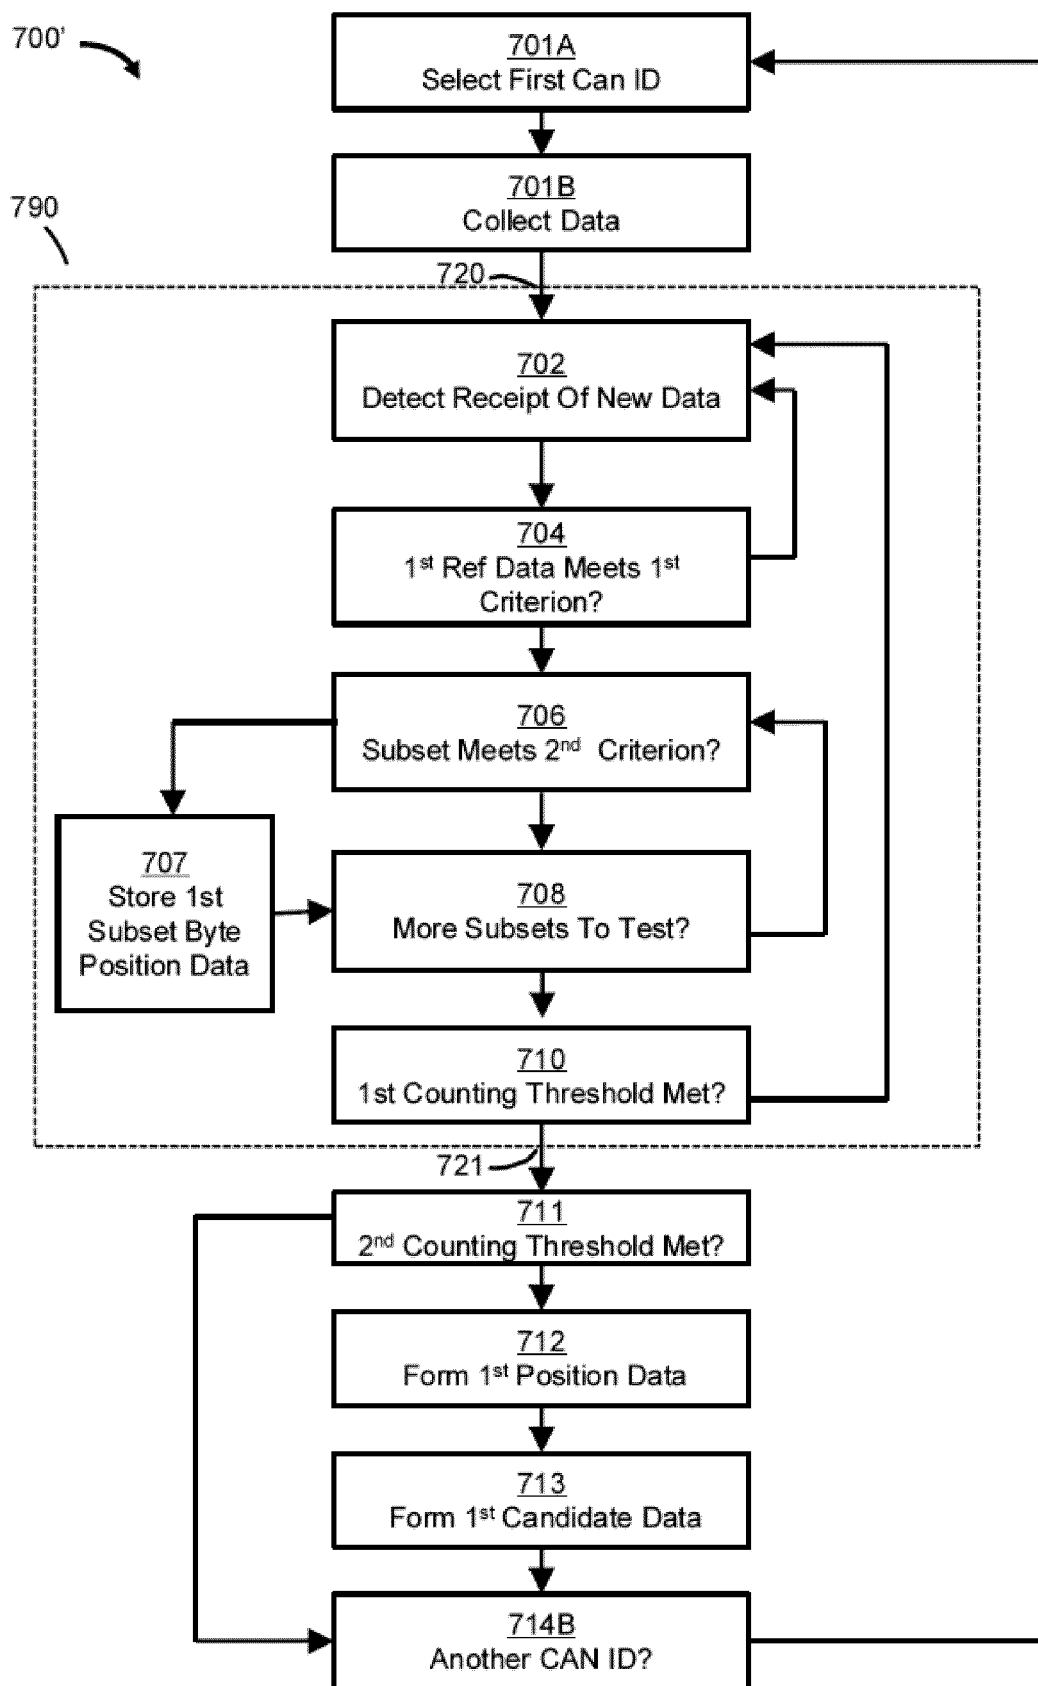 700'
701A
Select First Can ID
701B
Collect Data
790
720
702
Detect Receipt Of New Data
704
1st Ref Data Meets 1st
Criterion?
706
Subset Meets 2nd Criterion?
707
Store 1st
Subset Byte
Position Data
708
More Subsets To Test?
710
1st Counting Threshold Met?
721
711
2nd Counting Threshold Met?
712
Form 1st Position Data
713
Form 1st Candidate Data
714B
Another CAN ID?